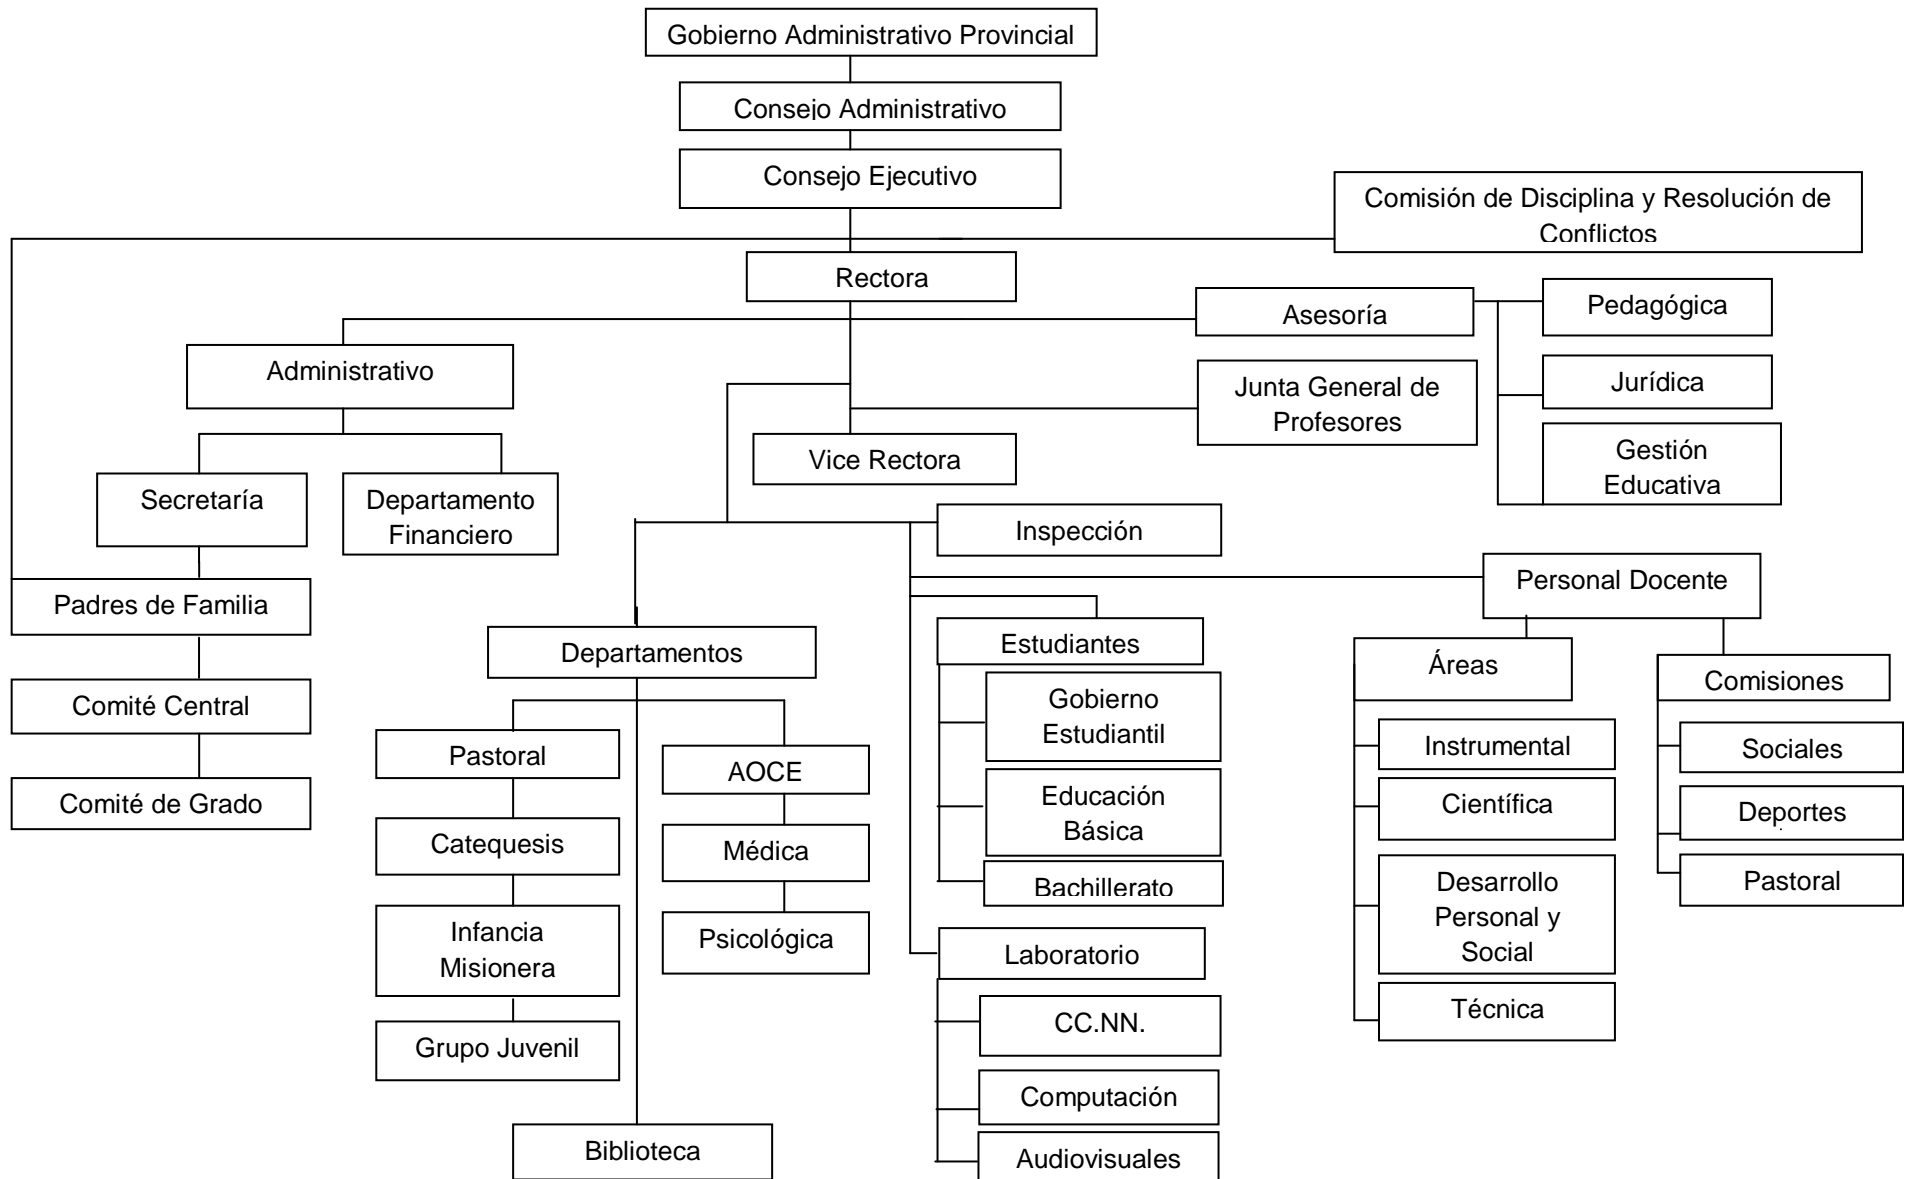 Gobierno Administrativo Provincial
Consejo Administrativo
Consejo Ejecutivo
Comisión de Disciplina y Resolución de
Conflictos
Rectora
Asesoría
Pedagógica
Jurídica
Gestión
Educativa
Administrativo
Junta General de
Profesores
Vice Rectora
Secretaría
Departamento
Financiero
Inspección
Personal Docente
Padres de Familia
Comité Central
Comité de Grado
Departamentos
Pastoral
Catequesis
Infancia
Misionera
Grupo Juvenil
AOCE
Médica
Psicológica
Biblioteca
Estudiantes
Gobierno
Estudiantil
Educación
Básica
Bachillerato
Laboratorio
CC.NN.
Computación
Audiovisuales
Áreas
Instrumental
Científica
Desarrollo
Personal y
Social
Técnica
Comisiones
Sociales
Deportes
Pastoral